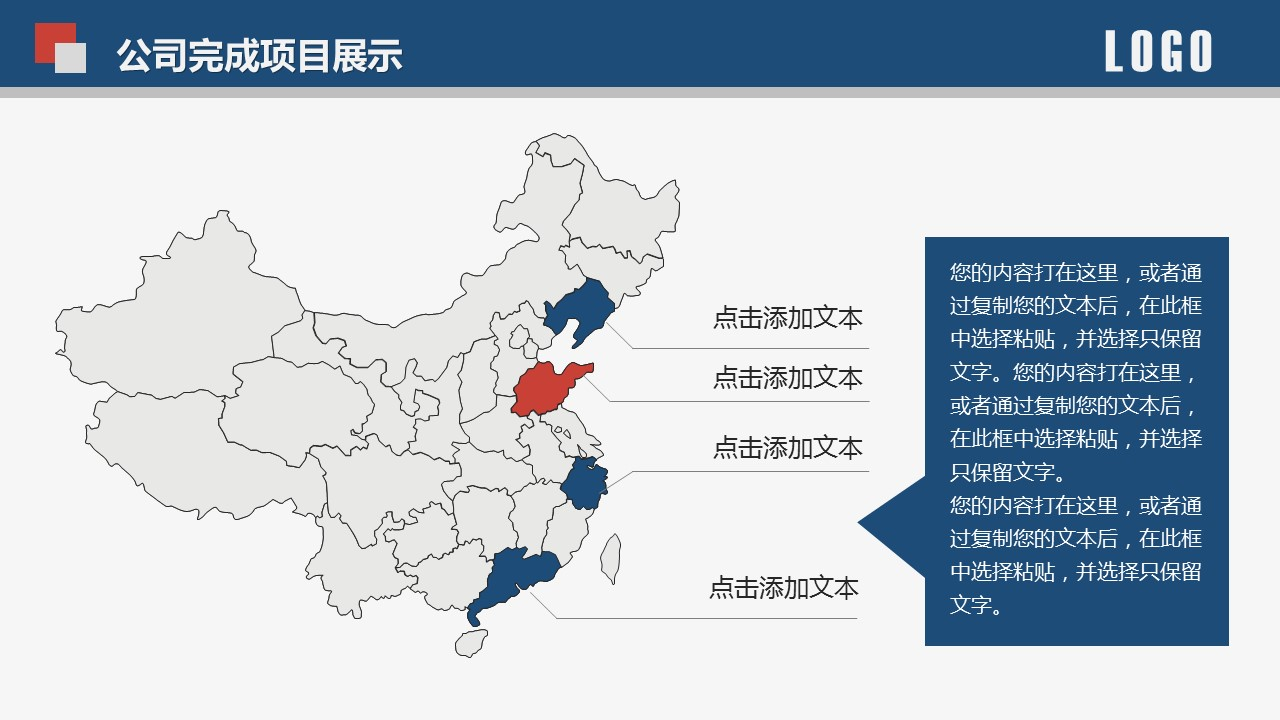 公司完成项目展示
LOGO
点击添加文本
点击添加文本
点击添加文本
点击添加文本
您的内容打在这里，或者通
过复制您的文本后，在此框
中选择粘贴，并选择只保留
文字。您的内容打在这里，
或者通过复制您的文本后，
在此框中选择粘贴，并选择
只保留文字。
您的内容打在这里，或者通
过复制您的文本后，在此框
中选择粘贴，并选择只保留
文字。